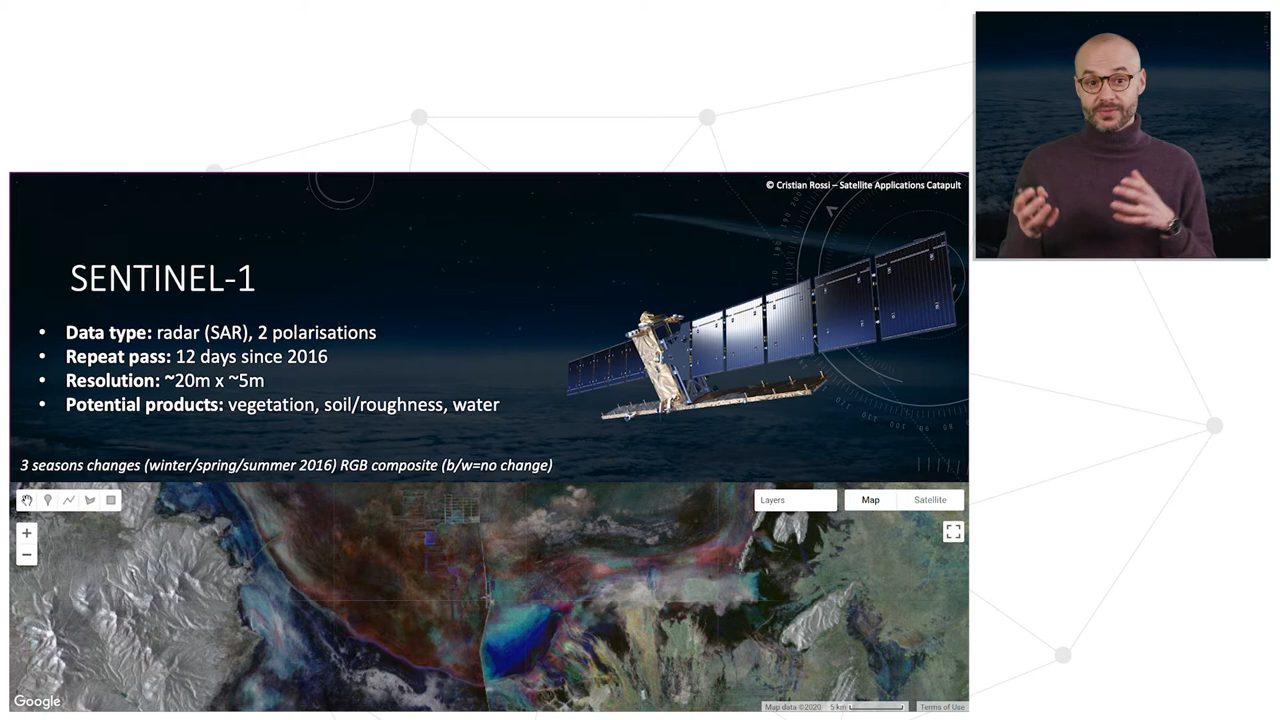 © Cristian Rossi – Satellite Applications Catapult
SENTINEL-1
• Data type: radar (SAR), 2 polarisations
• Repeat pass: 12 days since 2016
• Resolution: ~20m x ~5m
• Potential products: vegetation, soil/roughness, water
3 seasons changes (winter/spring/summer 2016) RGB composite (b/w=no change)
Layers
Map
Satellite
+
−
Google
Map data ©2020
5 km
Terms of Use